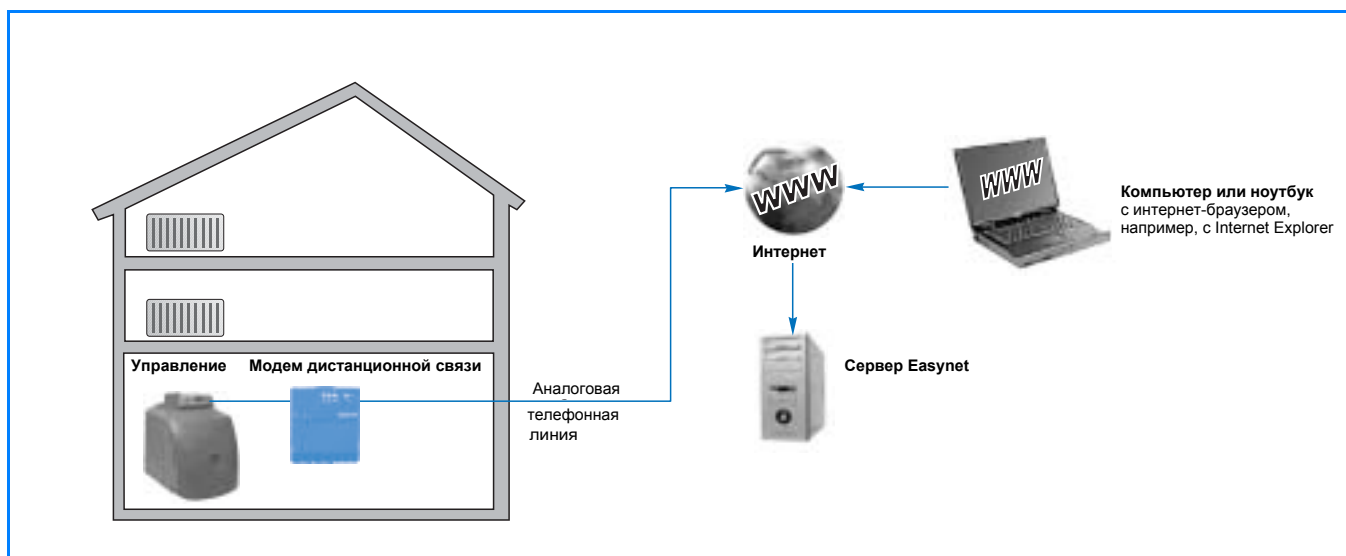 Управление
Модем дистанционной связи
Аналоговая
телефонная
линия
WWW
Интернет
Сервер Easynet
WWW
Компьютер или ноутбук
с интернет-браузером,
например, с Internet Explorer